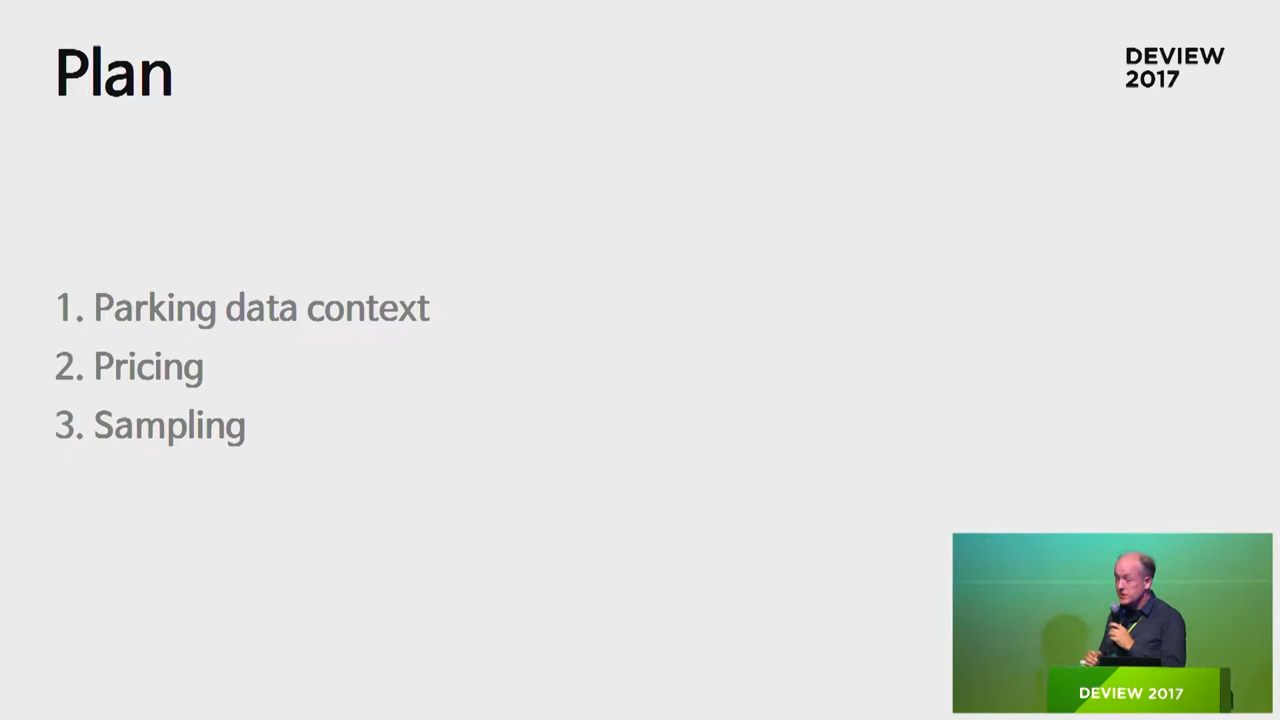 Plan
DEVIEW
2017
1. Parking data context
2. Pricing
3. Sampling
DEVIEW 2017